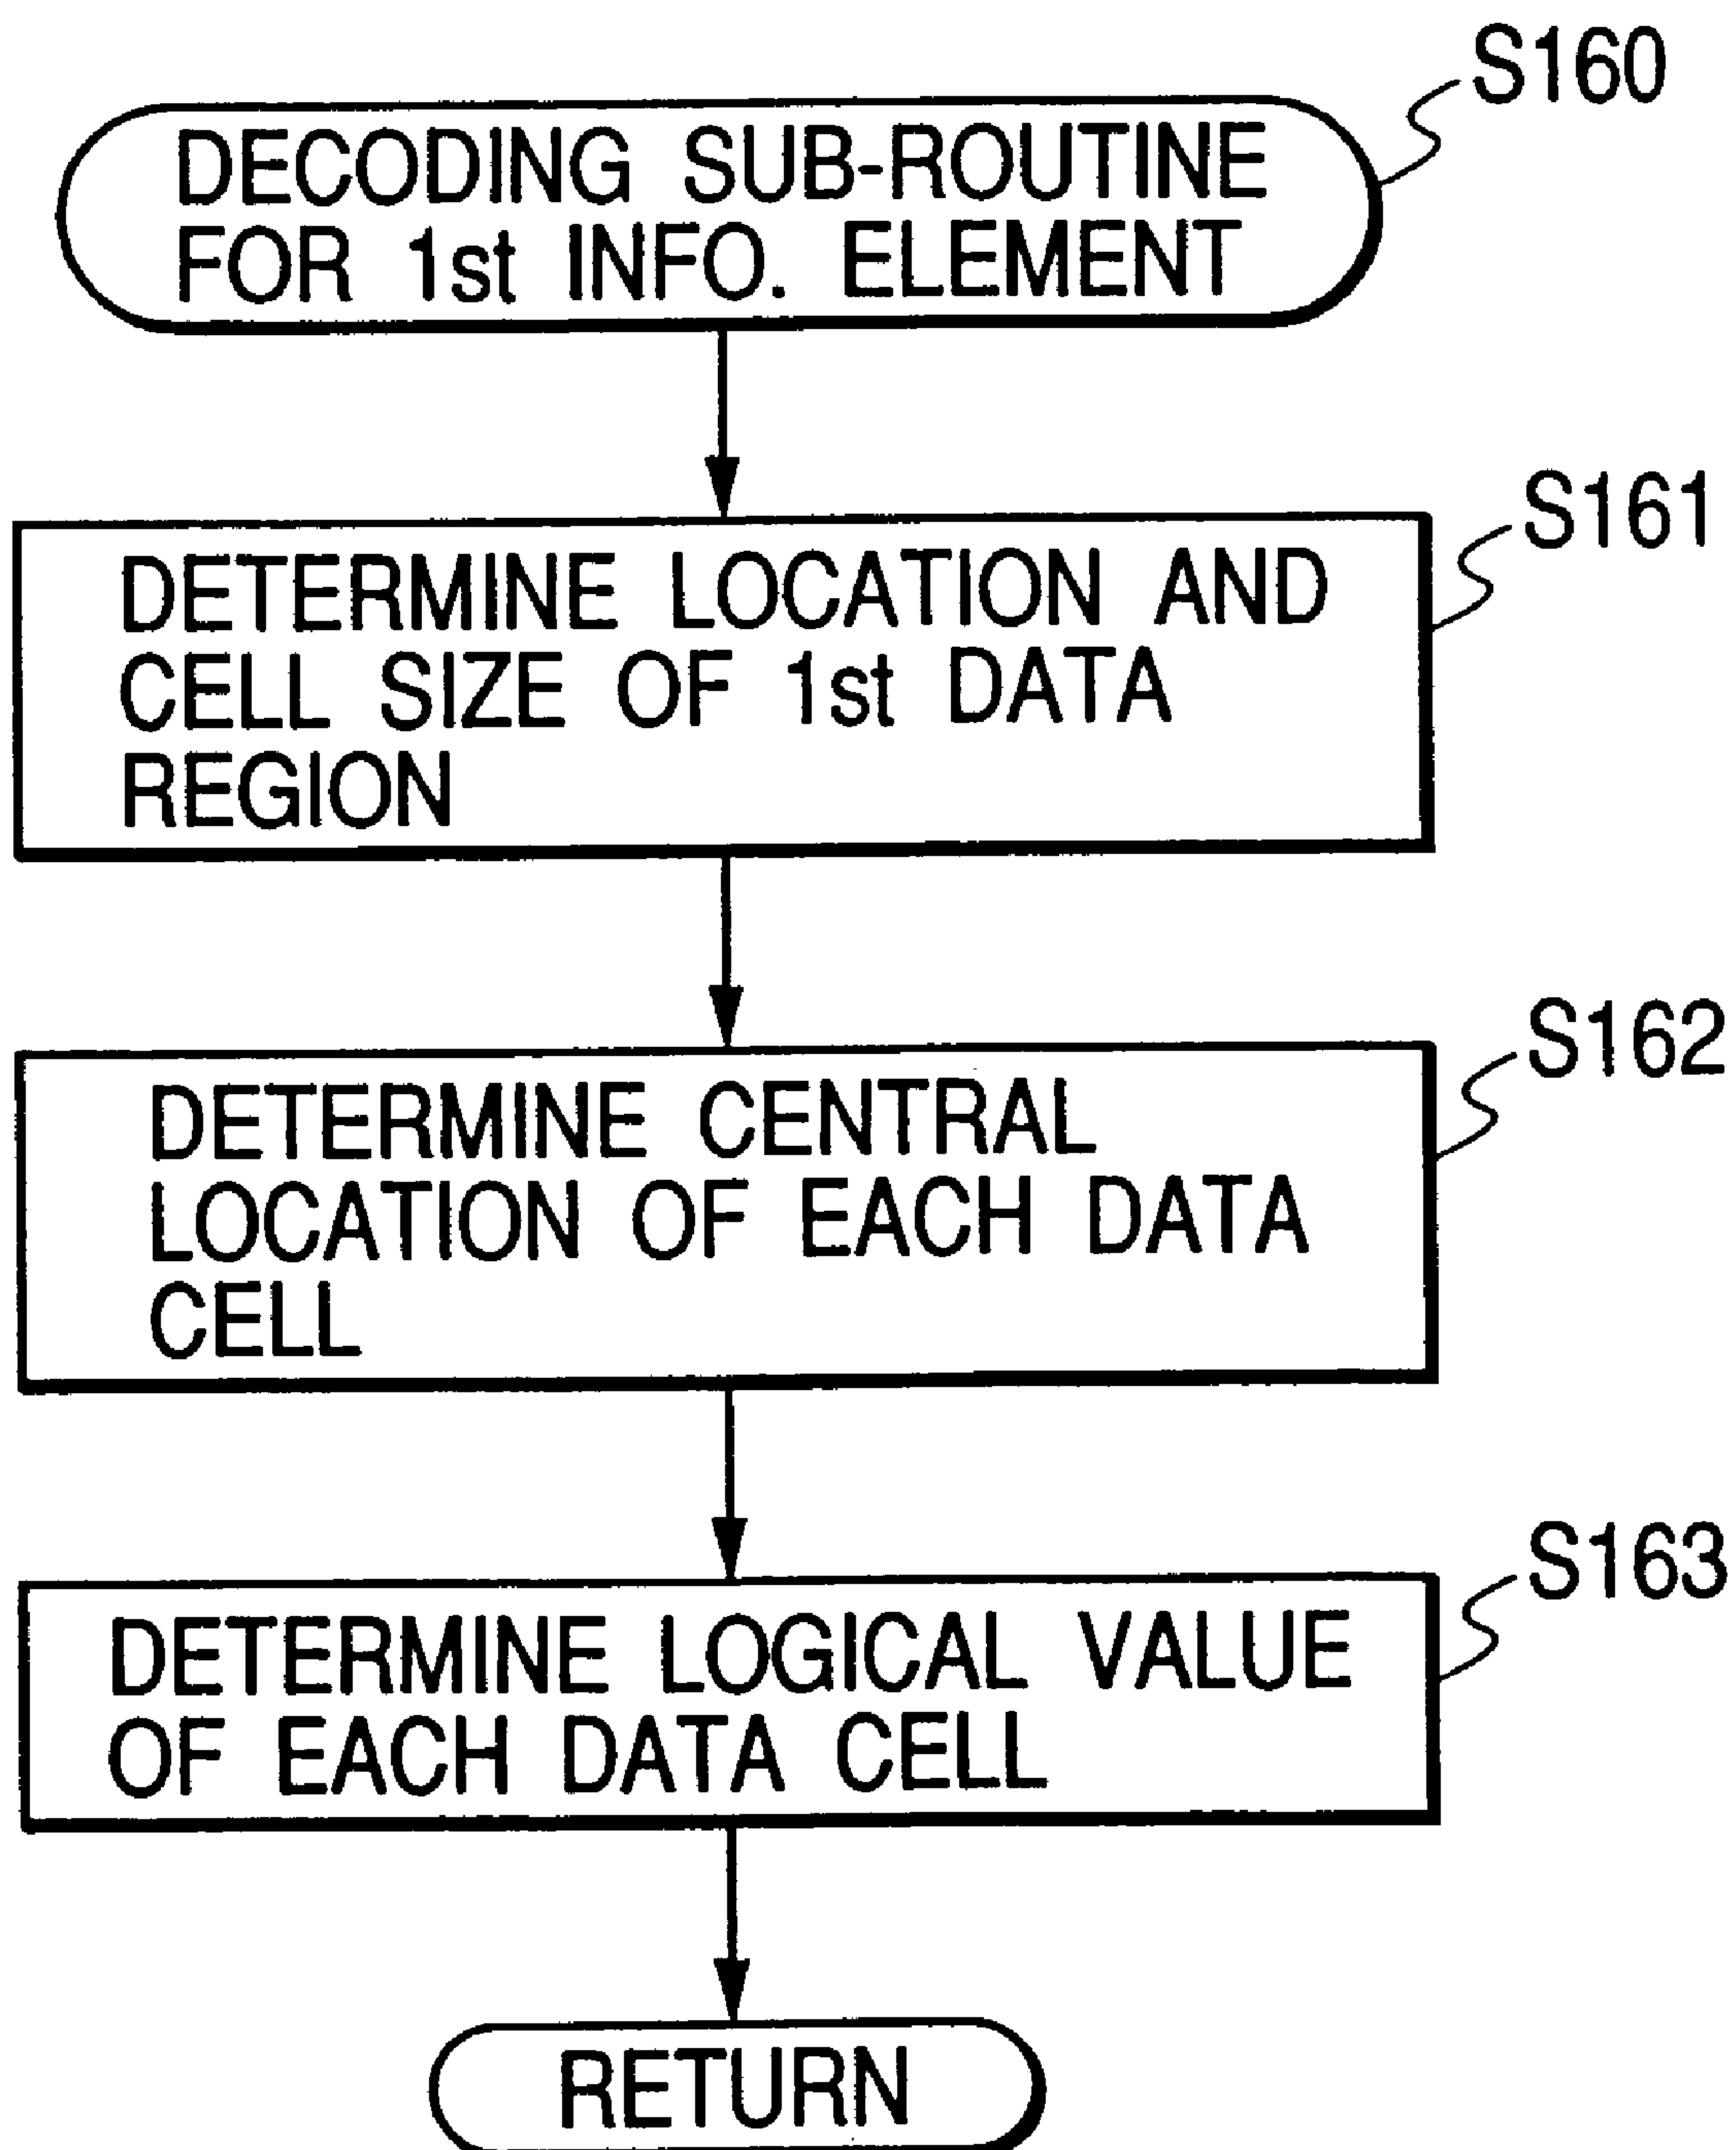 S160
DECODING SUB-ROUTINE
FOR 1st INFO. ELEMENT
S161
DETERMINE LOCATION AND
CELL SIZE OF 1st DATA
REGION
S162
DETERMINE CENTRAL
LOCATION OF EACH DATA
CELL
S163
DETERMINE LOGICAL VALUE
OF EACH DATA CELL
RETURN